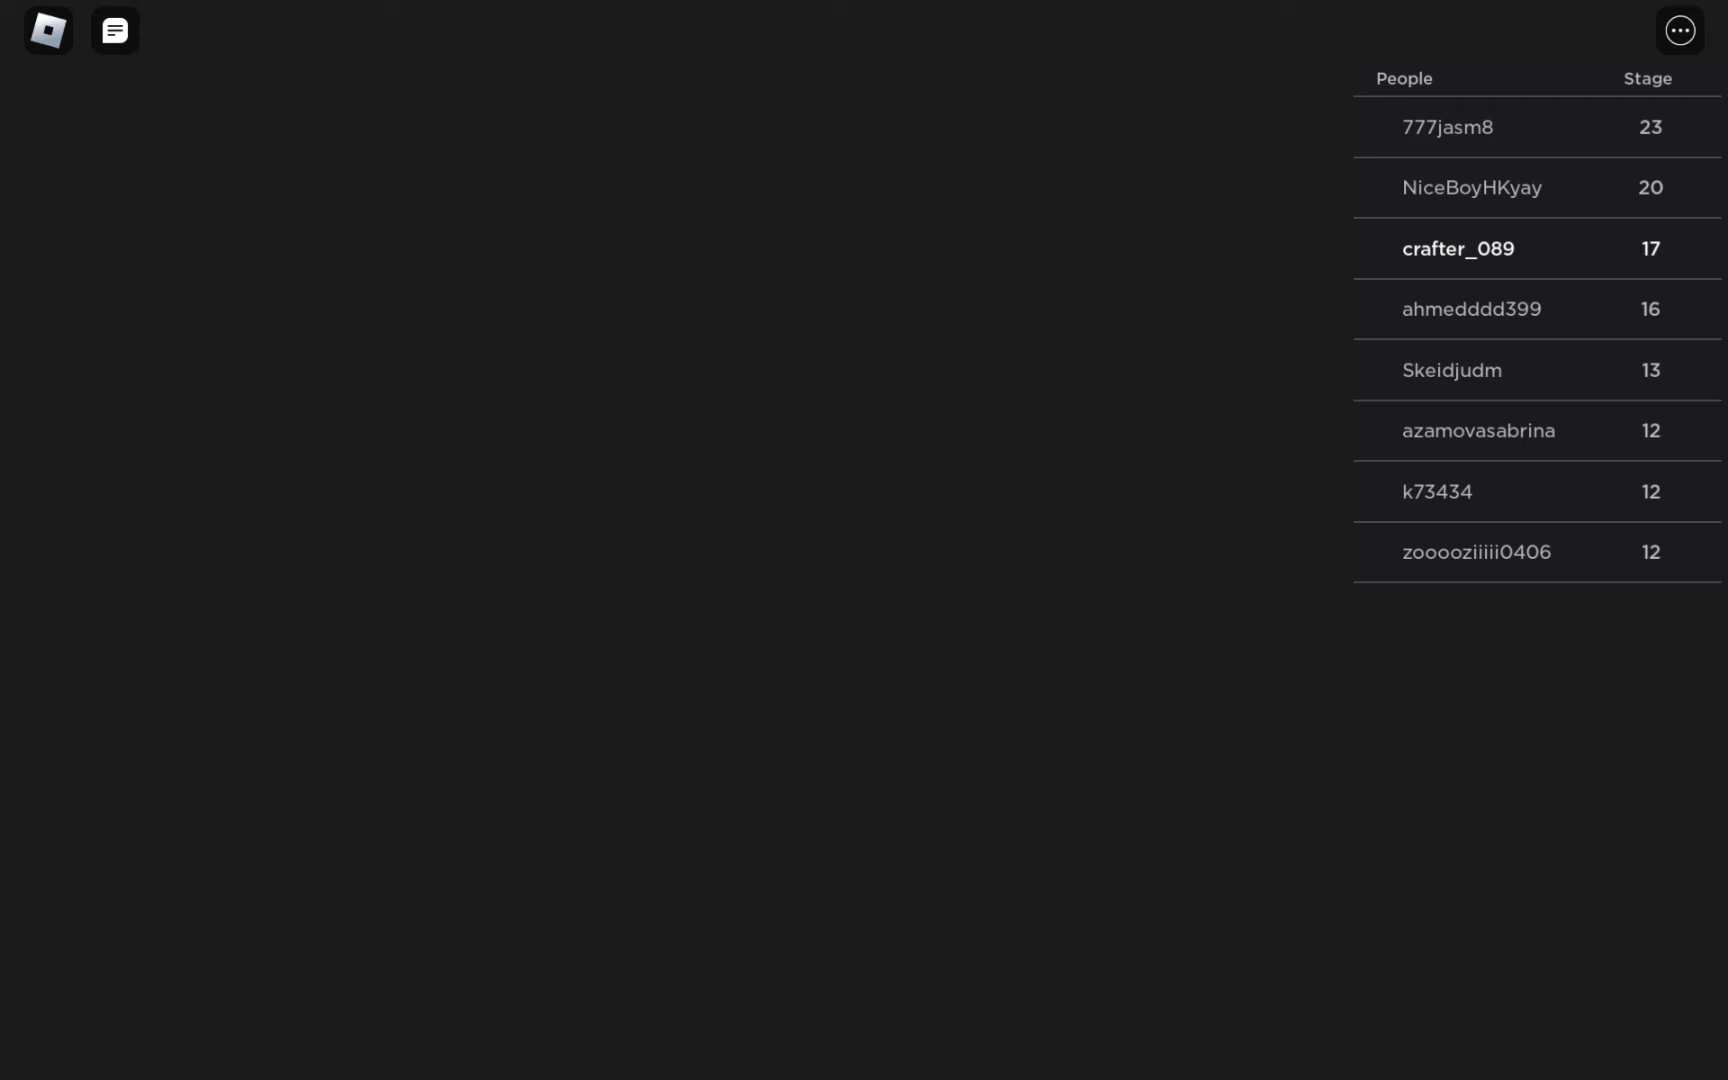 People Stage
777jasm8 23
NiceBoyHKyay 20
crafter_089 17
ahmedddd399 16
Skeidjudm 13
azamovasabrina 12
k73434 12
zooooziiiii0406 12